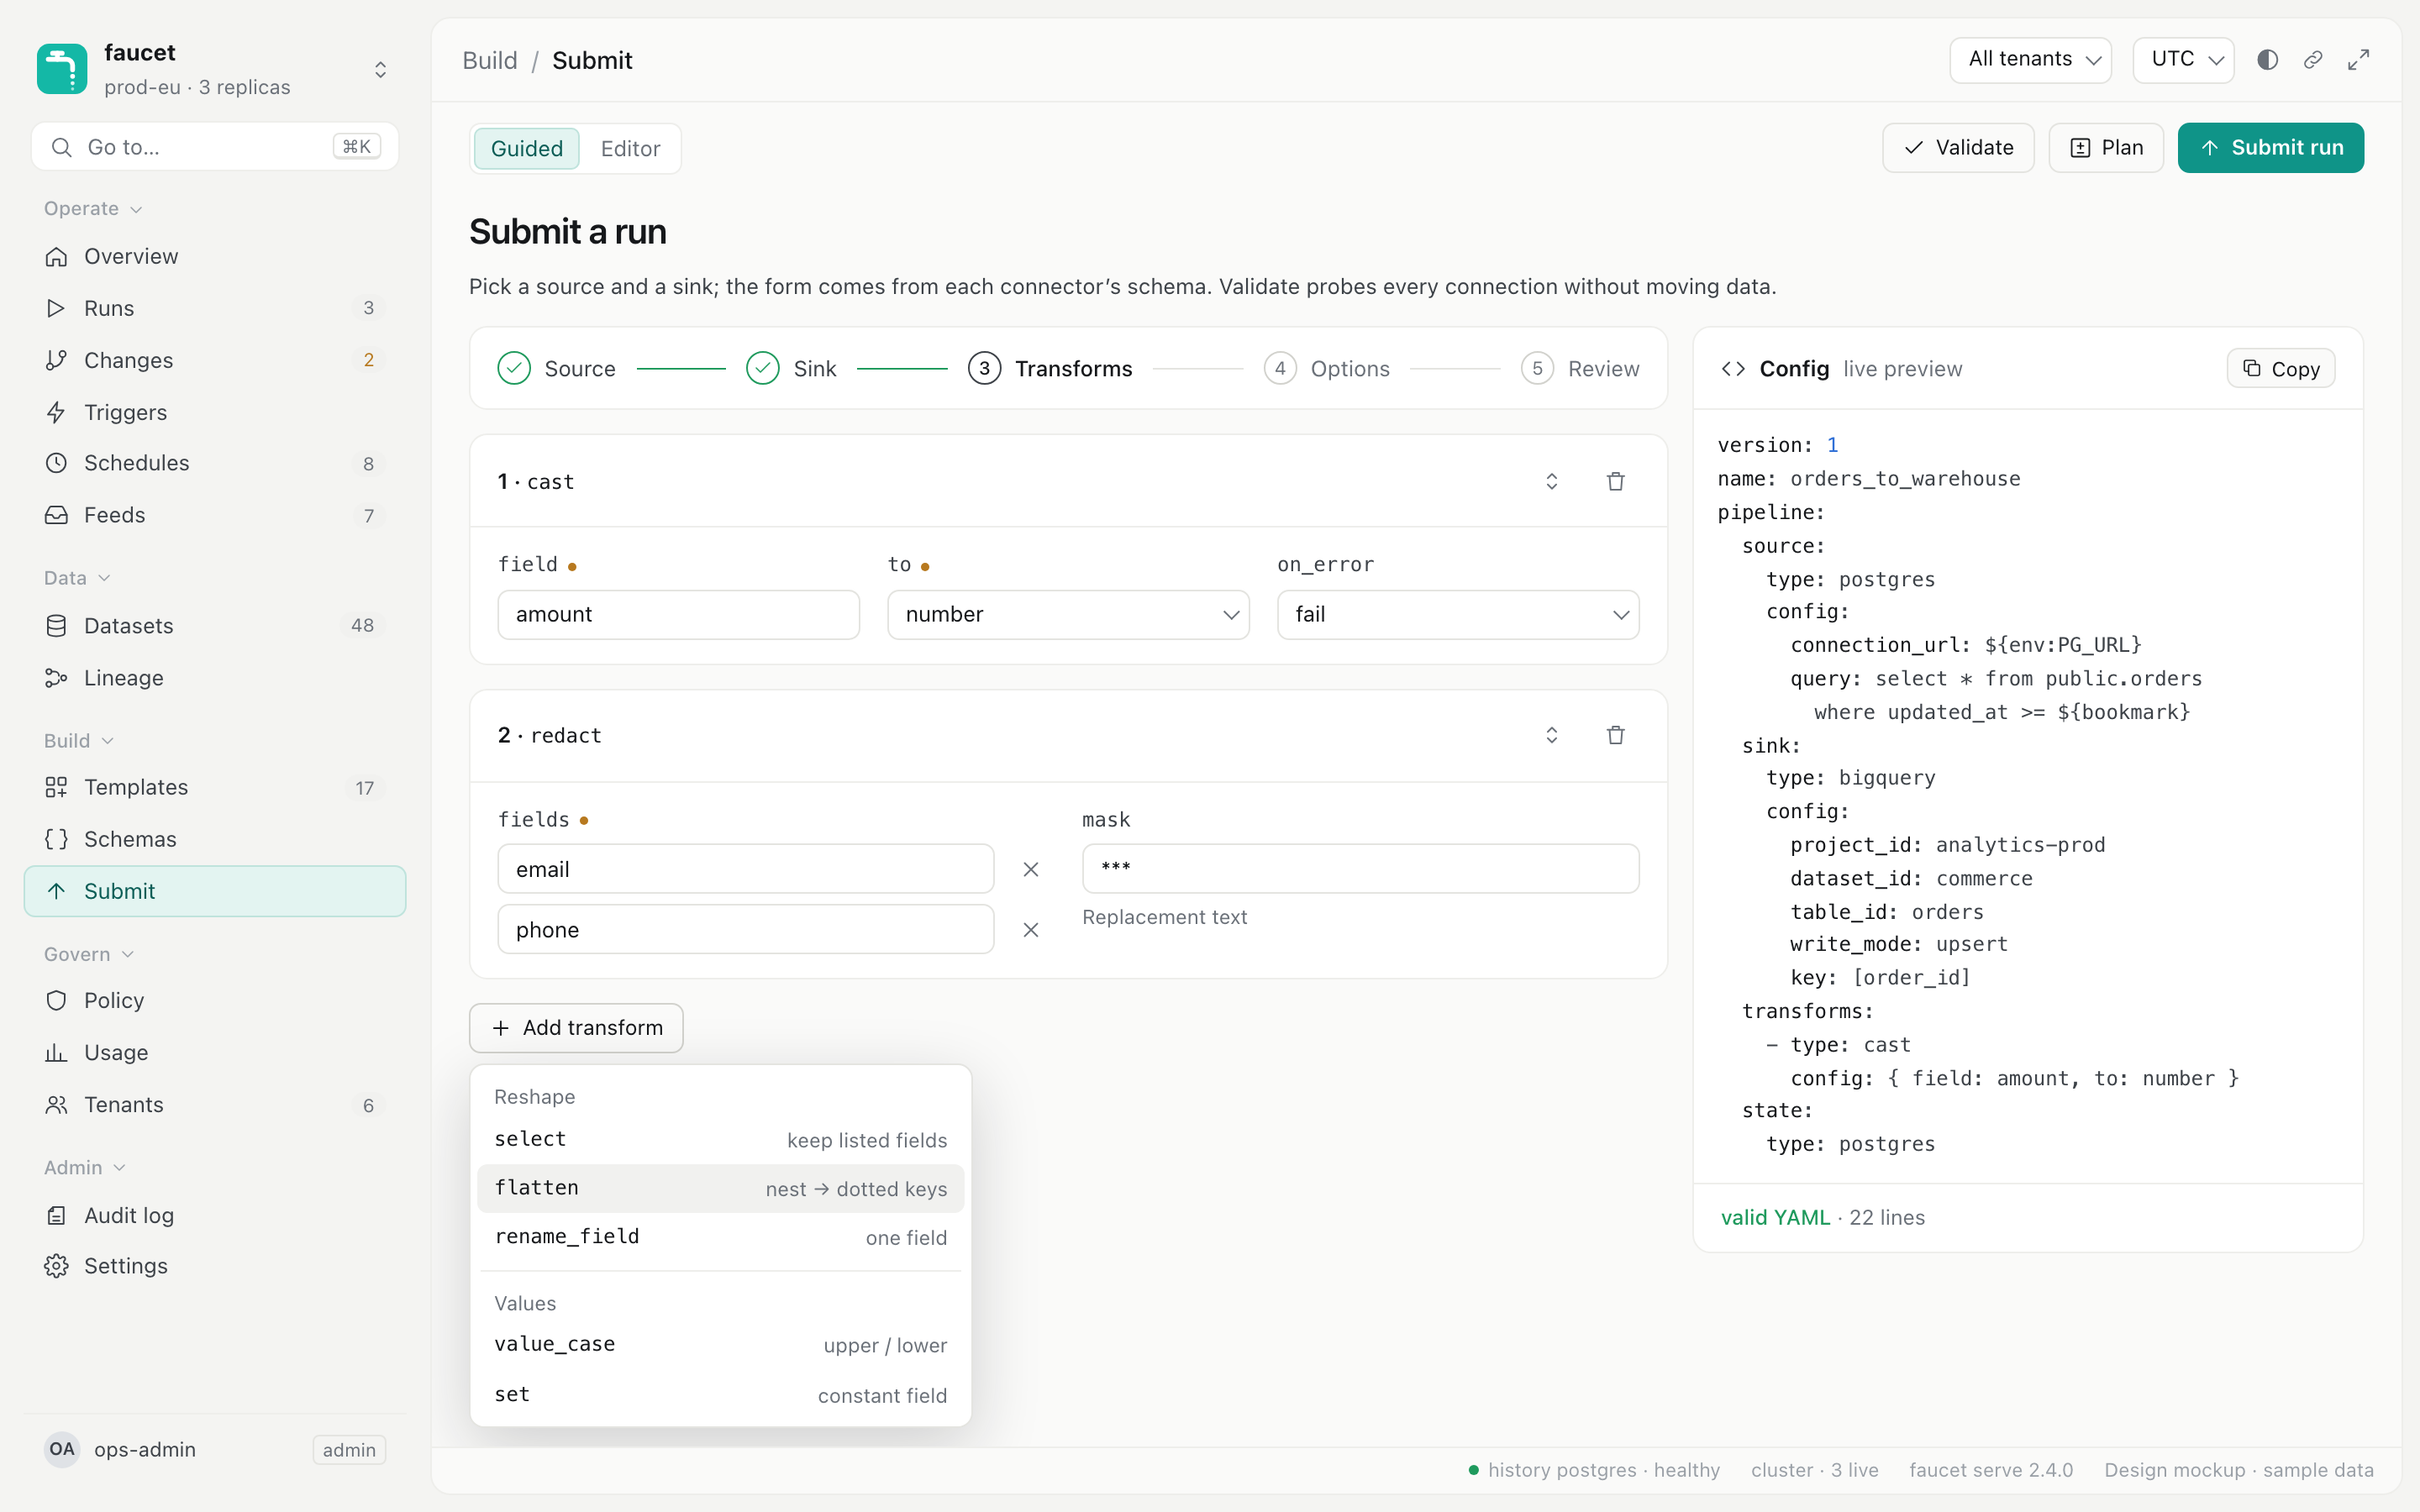 faucet
prod-eu · 3 replicas
Go to...
⌘K
Operate
Overview
Runs 3
Changes 2
Triggers
Schedules 8
Feeds 7
Data
Datasets 48
Lineage
Build
Templates 17
Schemas
Submit
Govern
Policy
Usage
Tenants 6
Admin
Audit log
Settings
OA ops-admin admin
Build / Submit
All tenants
UTC
Guided Editor
Validate Plan Submit run
Submit a run
Pick a source and a sink; the form comes from each connector’s schema. Validate probes every connection without moving data.
Source Sink 3 Transforms 4 Options 5 Review
1 · cast
field to on_error
amount number fail
2 · redact
fields mask
email ***
Replacement text
phone
Add transform
Reshape
select keep listed fields
flatten nest → dotted keys
rename_field one field
Values
value_case upper / lower
set constant field
Config live preview Copy
version: 1
name: orders_to_warehouse
pipeline:
source:
type: postgres
config:
connection_url: ${env:PG_URL}
query: select * from public.orders
where updated_at >= ${bookmark}
sink:
type: bigquery
config:
project_id: analytics-prod
dataset_id: commerce
table_id: orders
write_mode: upsert
key: [order_id]
transforms:
- type: cast
config: { field: amount, to: number }
state:
type: postgres
valid YAML · 22 lines
history postgres · healthy cluster · 3 live faucet serve 2.4.0 Design mockup · sample data